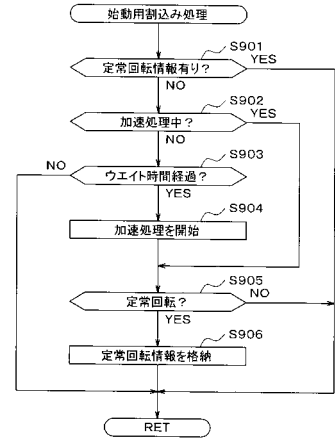 始動用割込み処理
S901
定常回転情報有り？
YES
NO
S902
加速処理中？
YES
NO
S903
NO
ウエイト時間経過？
YES
S904
加速処理を開始
S905
定常回転？
NO
YES
S906
定常回転情報を格納
RET